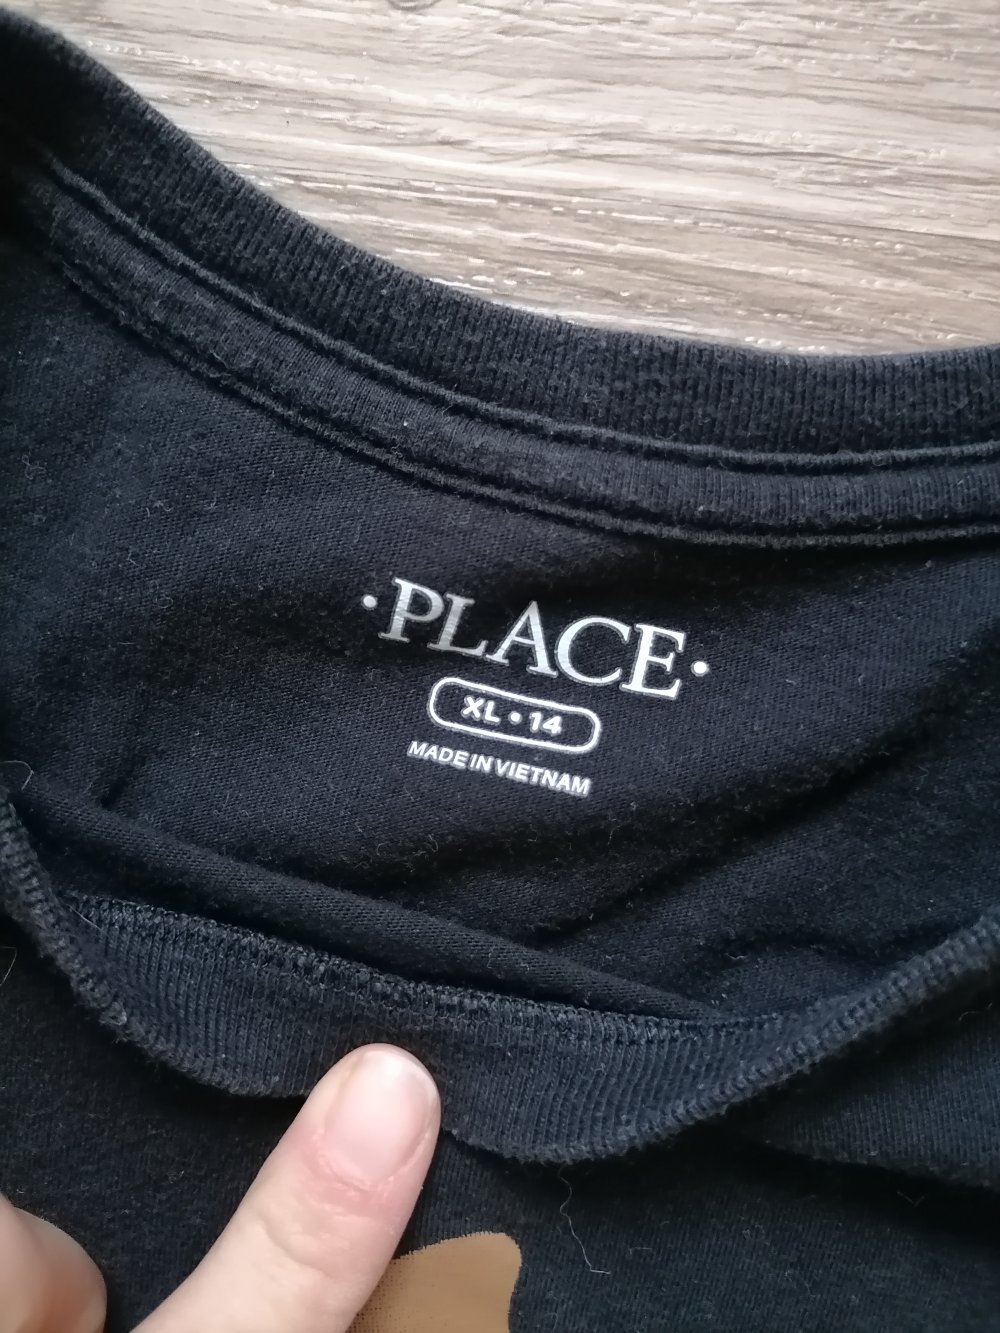 ·PLACE·
XL • 14
MADE IN VIETNAM